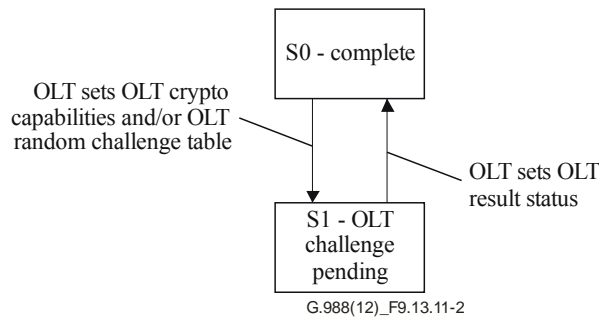 S0 - complete
OLT sets OLT crypto
capabilities and/or OLT
random challenge table
OLT sets OLT
result status
S1 - OLT
challenge
pending
G.988(12)_F9.13.11-2